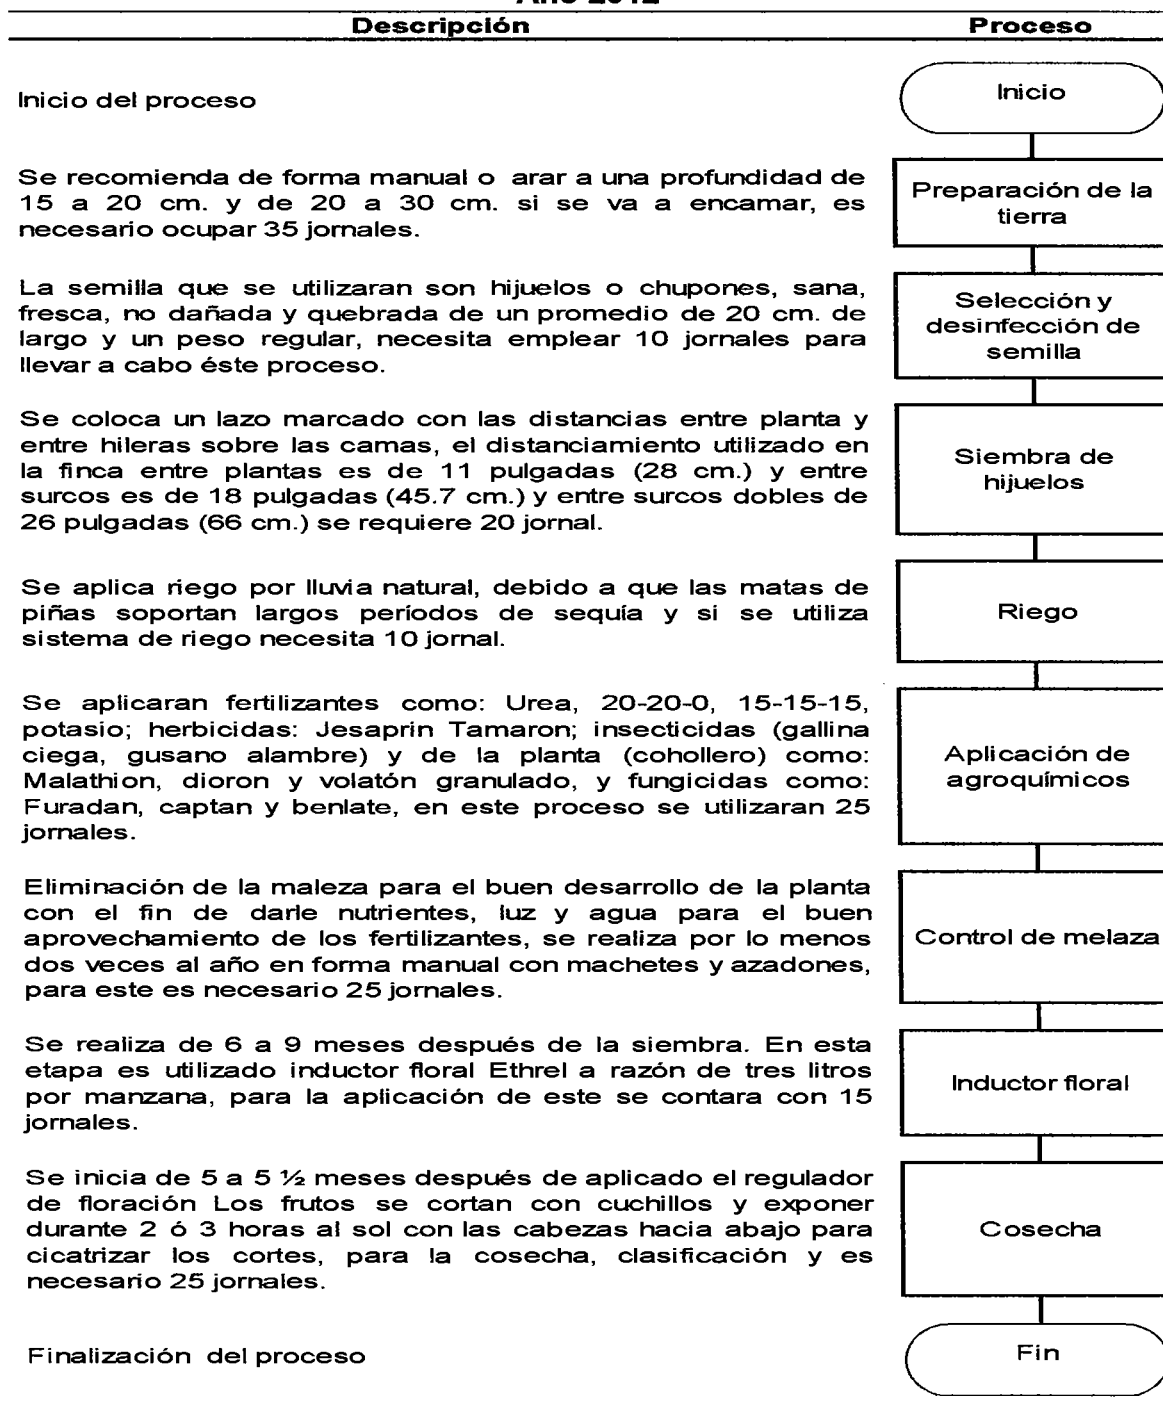 Año 2012
Descripción Proceso
Inicio del proceso
Inicio
Se recomienda de forma manual o arar a una profundidad de
15 a 20 cm. y de 20 a 30 cm. si se va a encamar, es
necesario ocupar 35 jornales.
Preparación de la
tierra
La semilla que se utilizaran son hijuelos o chupones, sana,
fresca, no dañada y quebrada de un promedio de 20 cm. de
largo y un peso regular, necesita emplear 10 jornales para
llevar a cabo éste proceso.
Selección y
desinfección de
semilla
Se coloca un lazo marcado con las distancias entre planta y
entre hileras sobre las camas, el distanciamiento utilizado en
la finca entre plantas es de 11 pulgadas (28 cm.) y entre
surcos es de 18 pulgadas (45.7 cm.) y entre surcos dobles de
26 pulgadas (66 cm.) se requiere 20 jornal.
Siembra de
hijuelos
Se aplica riego por lluvia natural, debido a que las matas de
piñas soportan largos períodos de sequía y si se utiliza
sistema de riego necesita 10 jornal.
Riego
Se aplicaran fertilizantes como: Urea, 20-20-0, 15-15-15,
potasio; herbicidas: Jesaprin Tamaron; insecticidas (gallina
ciega, gusano alambre) y de la planta (cohollero) como:
Malathion, dioron y volatón granulado, y fungicidas como:
Furadan, captan y benlate, en este proceso se utilizaran 25
jornales.
Aplicación de
agroquímicos
Eliminación de la maleza para el buen desarrollo de la planta
con el fin de darle nutrientes, luz y agua para el buen
aprovechamiento de los fertilizantes, se realiza por lo menos
dos veces al año en forma manual con machetes y azadones,
para este es necesario 25 jornales.
Control de melaza
Se realiza de 6 a 9 meses después de la siembra. En esta
etapa es utilizado inductor floral Ethrel a razón de tres litros
por manzana, para la aplicación de este se contara con 15
jornales.
Inductor floral
Se inicia de 5 a 5 ½ meses después de aplicado el regulador
de floración Los frutos se cortan con cuchillos y exponer
durante 2 ó 3 horas al sol con las cabezas hacia abajo para
cicatrizar los cortes, para la cosecha, clasificación y es
necesario 25 jornales.
Cosecha
Finalización del proceso
Fin